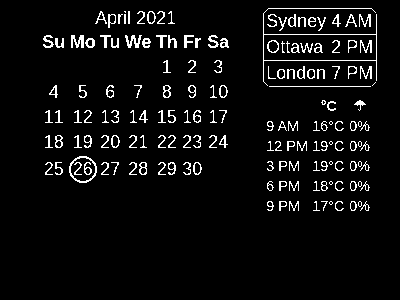 April 2021
Su Mo Tu We Th Fr Sa
1 2 3
4 5 6 7 8 9 10
11 12 13 14 15 16 17
18 19 20 21 22 23 24
25 26 27 28 29 30
Sydney 4 AM
Ottawa 2 PM
London 7 PM
°C ☂
9 AM 16°C 0%
12 PM 19°C 0%
3 PM 19°C 0%
6 PM 18°C 0%
9 PM 17°C 0%